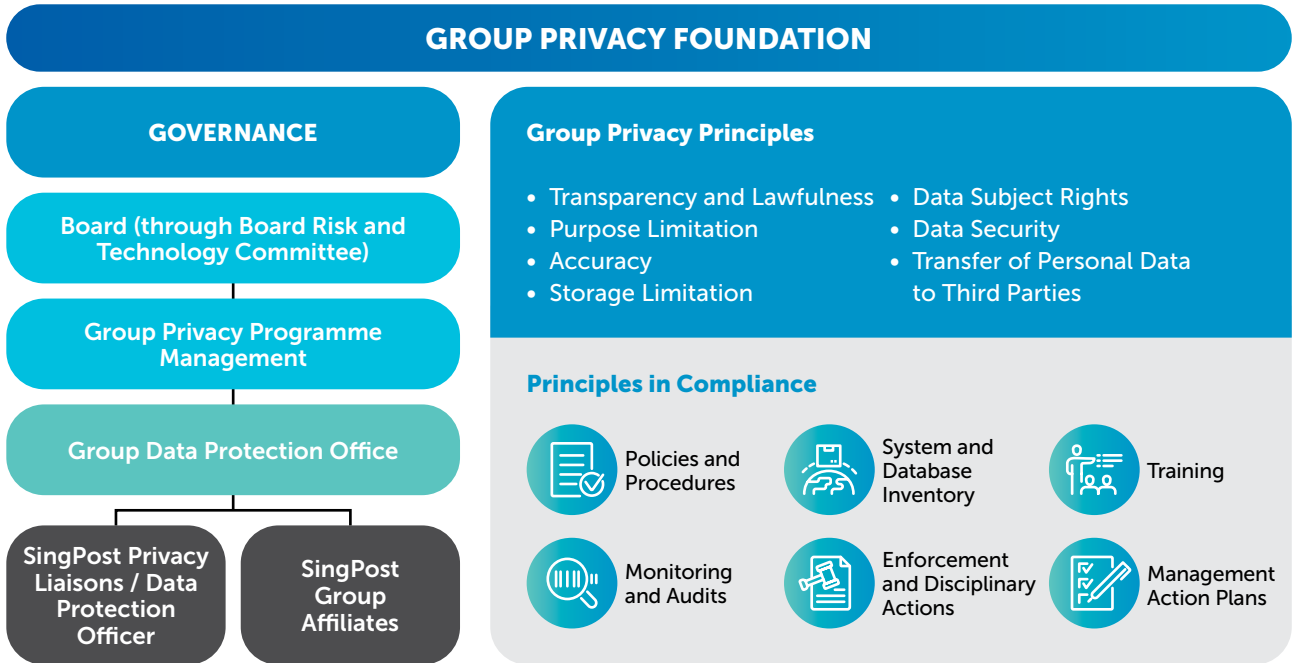 GROUP PRIVACY FOUNDATION
GOVERNANCE
Board (through Board Risk and
Technology Committee)
Group Privacy Programme
Management
Group Data Protection Office
SingPost Privacy
Liaisons / Data
Protection
Officer
SingPost
Group
Affiliates
Group Privacy Principles
• Transparency and Lawfulness
• Purpose Limitation
• Accuracy
• Storage Limitation
• Data Subject Rights
• Data Security
• Transfer of Personal Data
to Third Parties
Principles in Compliance
Policies and
Procedures
System and
Database
Inventory
Training
Monitoring
and Audits
Enforcement
and Disciplinary
Actions
Management
Action Plans